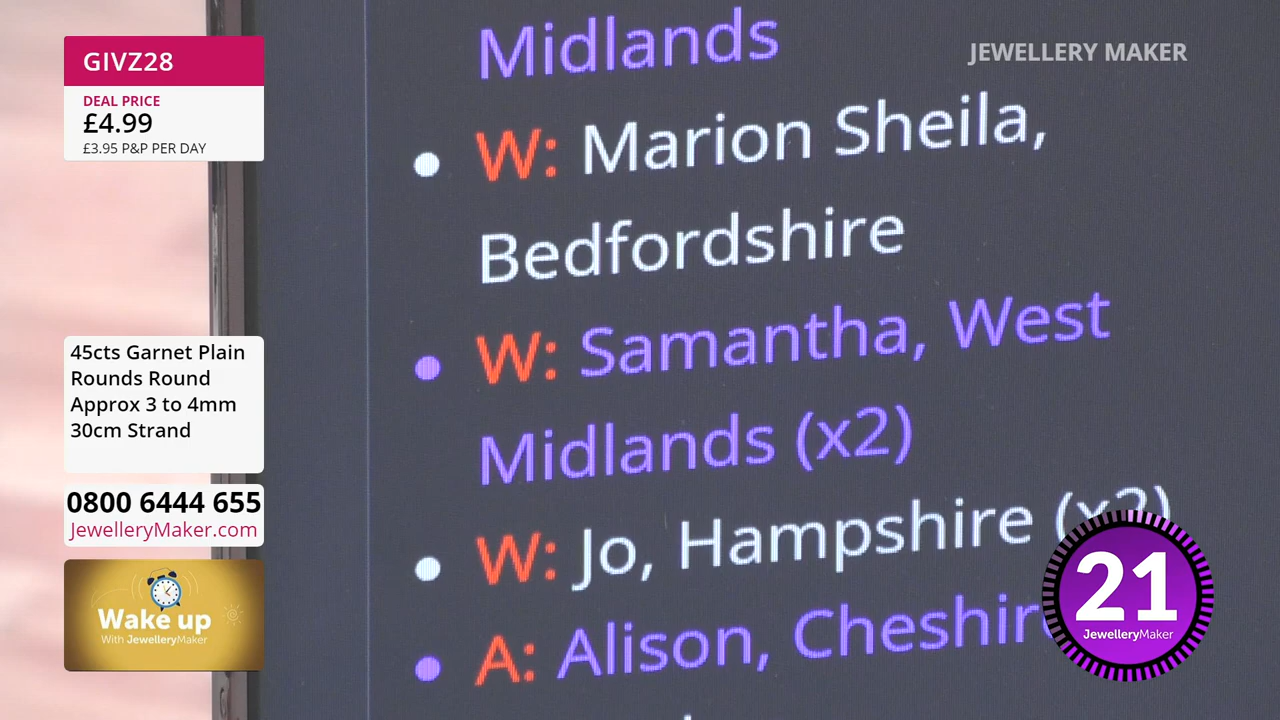 GIVZ28
DEAL PRICE
£4.99
£3.95 P&P PER DAY
JEWELLERY MAKER
Midlands
W: Marion Sheila,
Bedfordshire
W: Samantha, West
Midlands (x2)
W: Jo, Hampshire (x2)
A: Alison, Cheshire
45cts Garnet Plain
Rounds Round
Approx 3 to 4mm
30cm Strand
0800 6444 655
JewelleryMaker.com
Wake up
With JewelleryMaker
21
JewelleryMaker